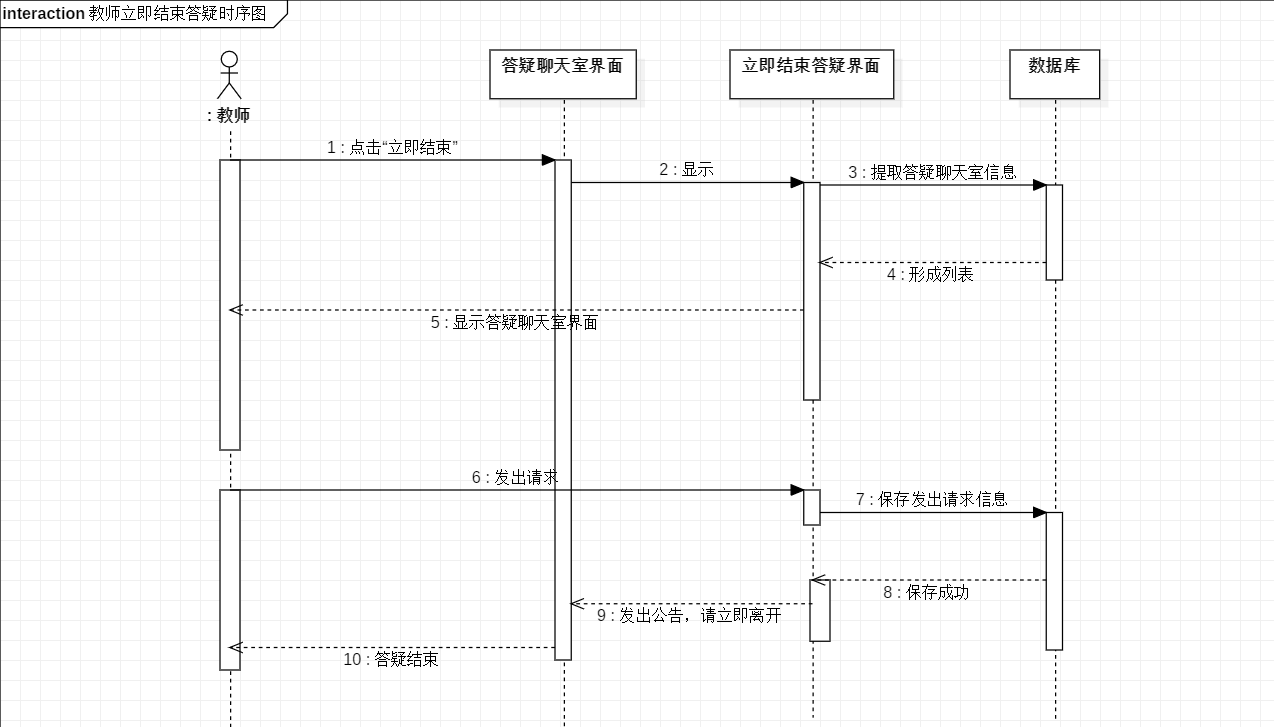 interaction 教师立即结束答疑时序图
答疑聊天室界面
立即结束答疑界面
数据库
: 教师
1 : 点击“立即结束”
2 : 显示
3 : 提取答疑聊天室信息
4 : 形成列表
5 : 显示答疑聊天室界面
6 : 发出请求
7 : 保存发出请求信息
8 : 保存成功
9 : 发出公告，请立即离开
10 : 答疑结束